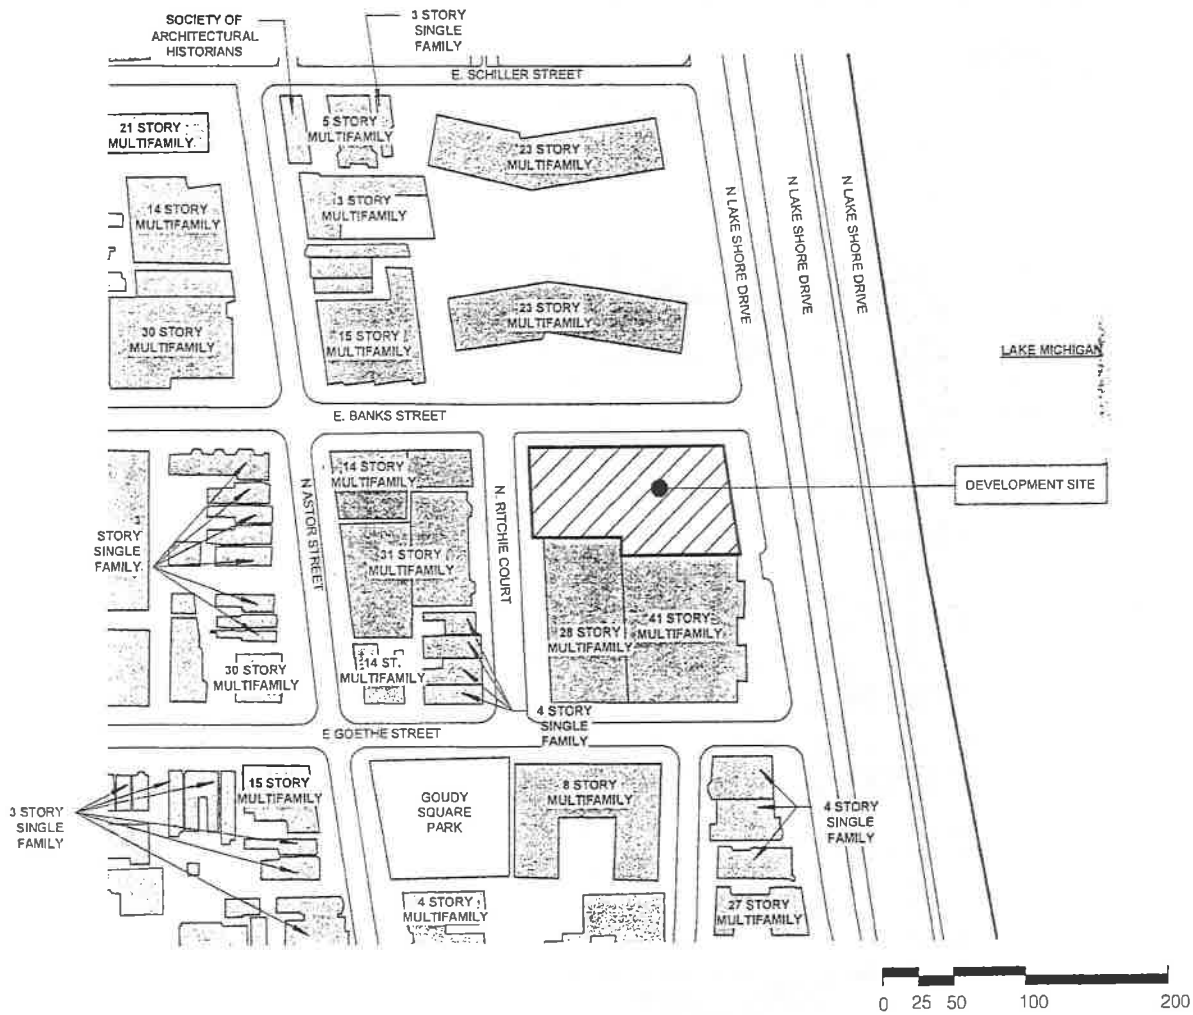 SOCIETY OF
ARCHITECTURAL
HISTORIANS
3 STORY
SINGLE
FAMILY
E. SCHILLER STREET
21 STORY
MULTIFAMILY
5 STORY
MULTIFAMILY
23 STORY
MULTIFAMILY
14 STORY
MULTIFAMILY
3 STORY
MULTIFAMILY
N LAKE SHORE DRIVE
N LAKE SHORE DRIVE
N LAKE SHORE DRIVE
30 STORY
MULTIFAMILY
15 STORY
MULTIFAMILY
23 STORY
MULTIFAMILY
LAKE MICHIGAN
E. BANKS STREET
14 STORY
MULTIFAMILY
N ASTOR STREET
N. RITCHIE COURT
DEVELOPMENT SITE
4
STORY
SINGLE
FAMILY.
31 STORY
MULTIFAMILY
28 STORY
MULTIFAMILY
41 STORY
MULTIFAMILY
30 STORY
MULTIFAMILY
14 ST.
MULTIFAMILY
4 STORY
SINGLE
FAMILY
E GOETHE STREET
3 STORY
SINGLE
FAMILY
15 STORY
MULTIFAMILY
GOUDY
SQUARE
PARK
8 STORY
MULTIFAMILY
4 STORY
SINGLE
FAMILY
4 STORY
MULTIFAMILY
27 STORY
MULTIFAMILY
0 25 50 100 200